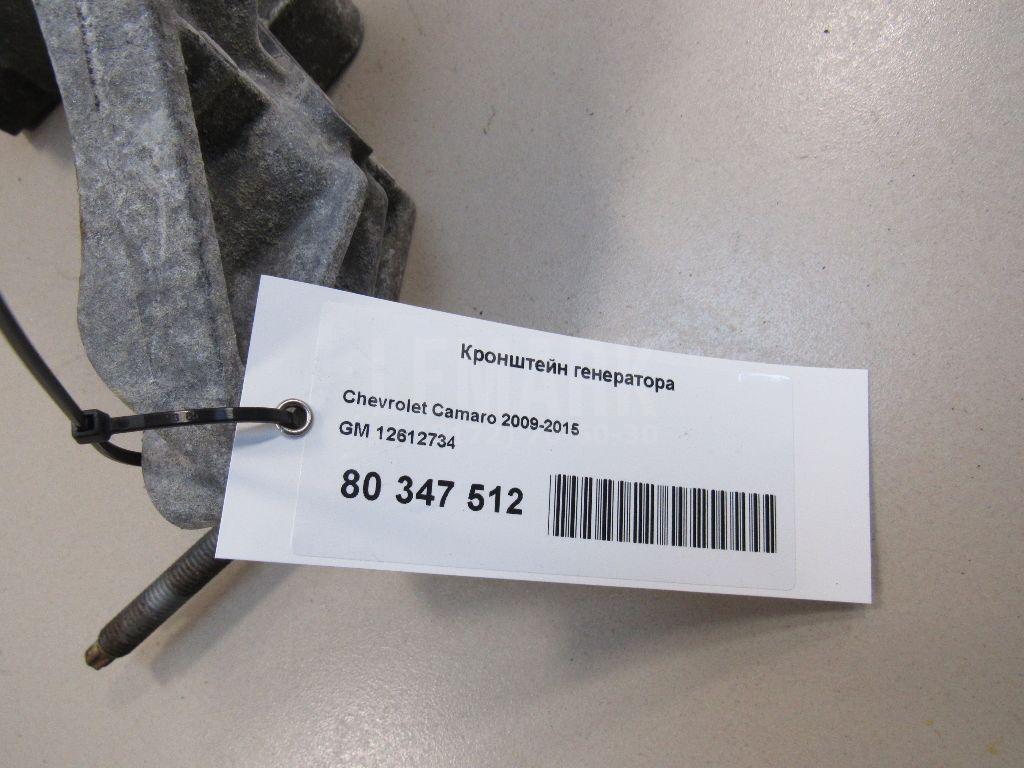 Кронштейн генератора
Chevrolet Camaro 2009-2015
GM 12612734
80 347 512